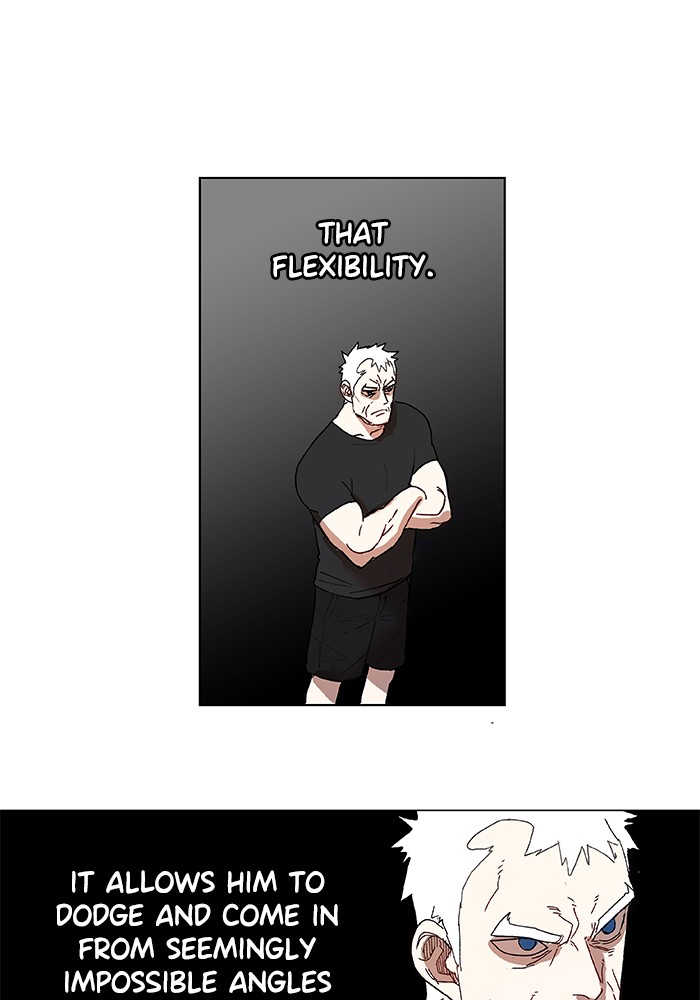 THAT
FLEXIBILITY.
IT ALLOWS HIM TO
DODGE AND COME IN
FROM SEEMINGLY
IMPOSSIBLE ANGLES